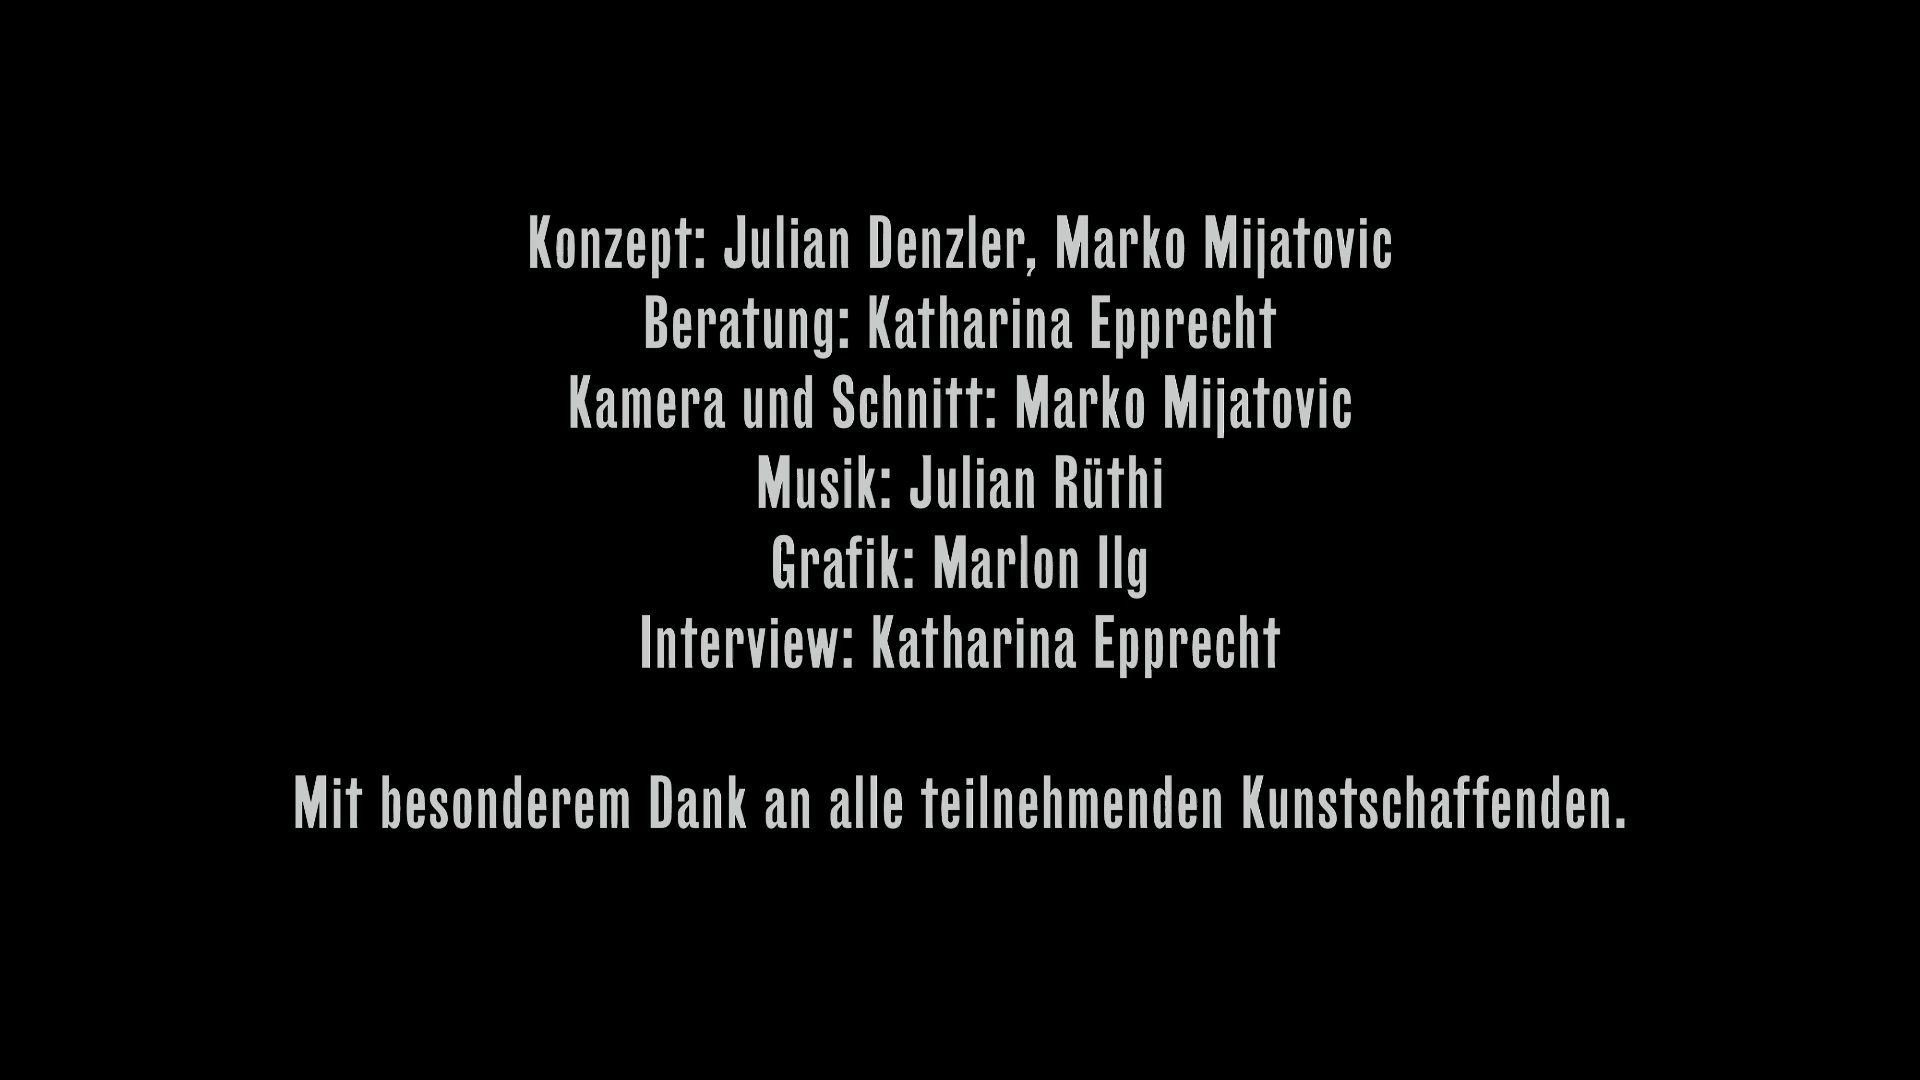 Konzept: Julian Denzler, Marko Mijatovic
Beratung: Katharina Epprecht
Kamera und Schnitt: Marko Mijatovic
Musik: Julian Rüthi
Grafik: Marlon Ilg
Interview: Katharina Epprecht
Mit besonderem Dank an alle teilnehmenden Kunstschaffenden.